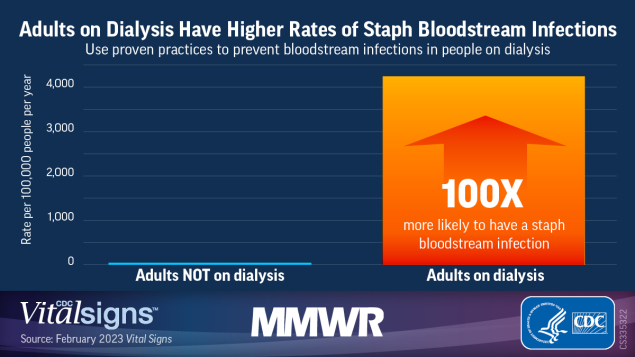 Adults on Dialysis Have Higher Rates of Staph Bloodstream Infections
Use proven practices to prevent bloodstream infections in people on dialysis
Rate per 100,000 people per year
4,000
3,000
2,000
1,000
0
100X
more likely to have a staph
bloodstream infection
Adults NOT on dialysis
Adults on dialysis
CDC
Vitalsigns™
Source: February 2023 Vital Signs
MMWR
CDC
CS335322